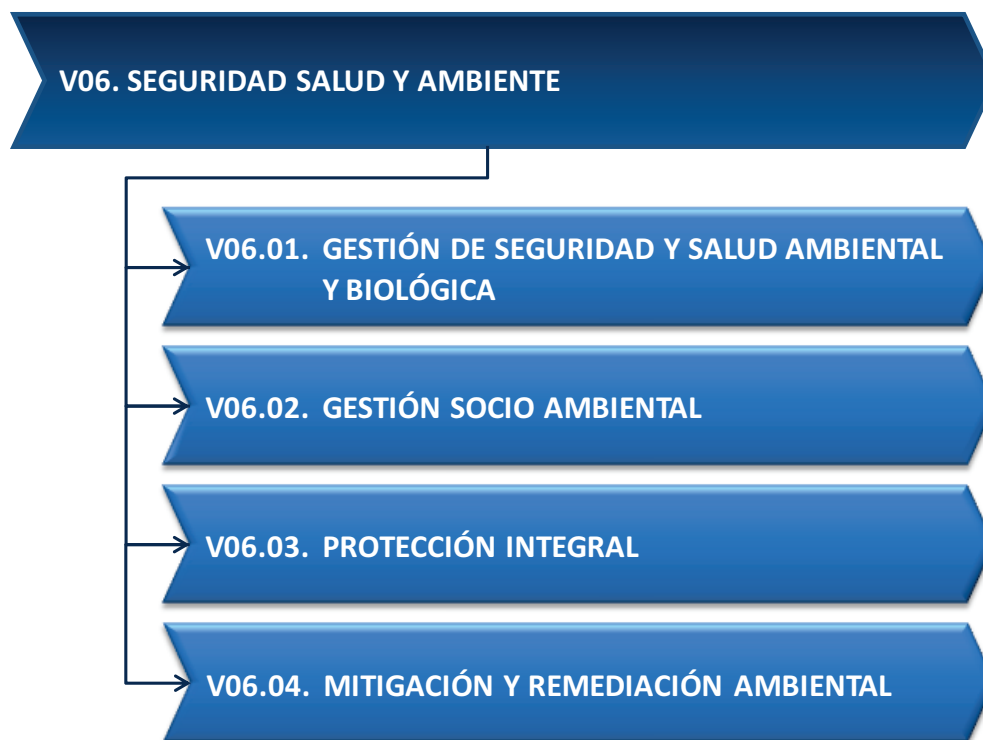 V06. SEGURIDAD SALUD Y AMBIENTE
V06.01. GESTIÓN DE SEGURIDAD Y SALUD AMBIENTAL
Y BIOLÓGICA
V06.02. GESTIÓN SOCIO AMBIENTAL
V06.03. PROTECCIÓN INTEGRAL
V06.04. MITIGACIÓN Y REMEDIACIÓN AMBIENTAL